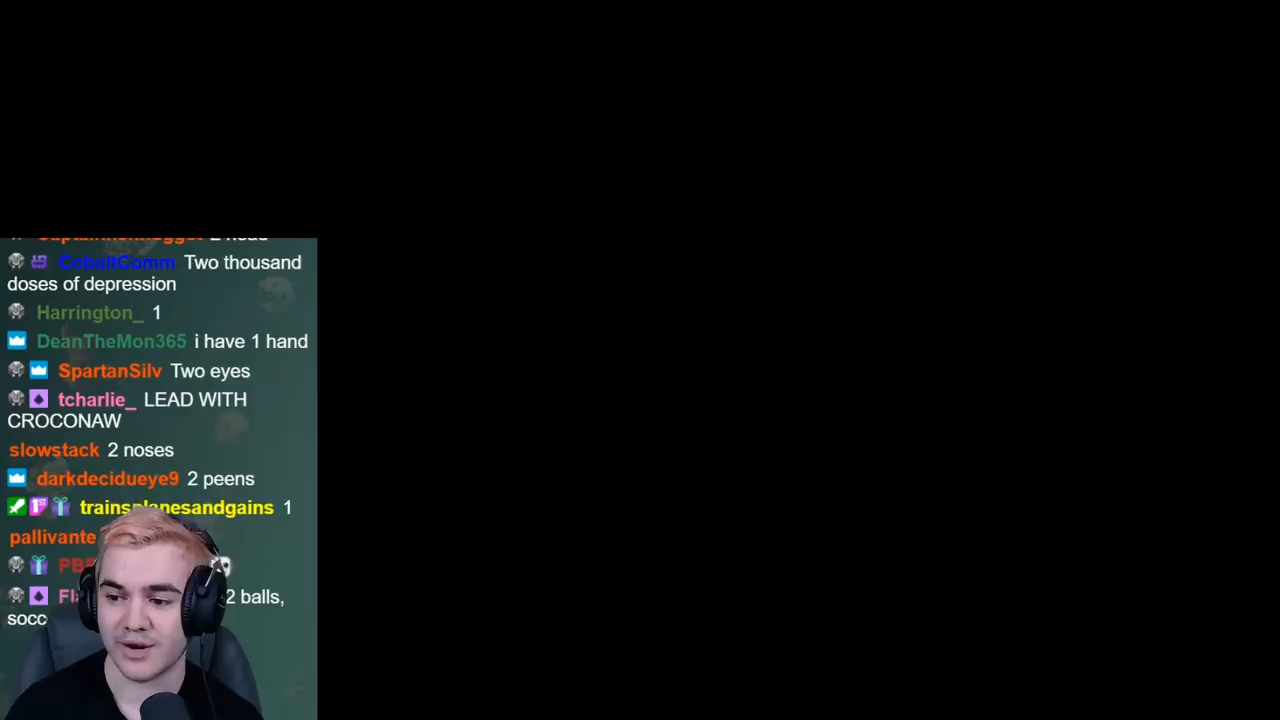 CobaltComm Two thousand
doses of depression
Harrington_ 1
DeanTheMon365 i have 1 hand
SpartanSilv Two eyes
tcharlie_ LEAD WITH
CROCONAW
slowstack 2 noses
darkdecidueye9 2 peens
trainsplanesandgains 1
pallivante
2 balls,